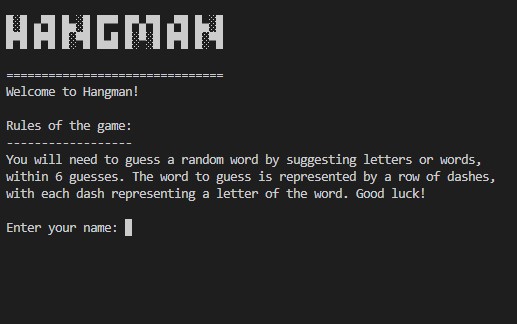 HANGMAN
===============================
Welcome to Hangman!
Rules of the game:
------------------
You will need to guess a random word by suggesting letters or words,
within 6 guesses. The word to guess is represented by a row of dashes,
with each dash representing a letter of the word. Good luck!
Enter your name: